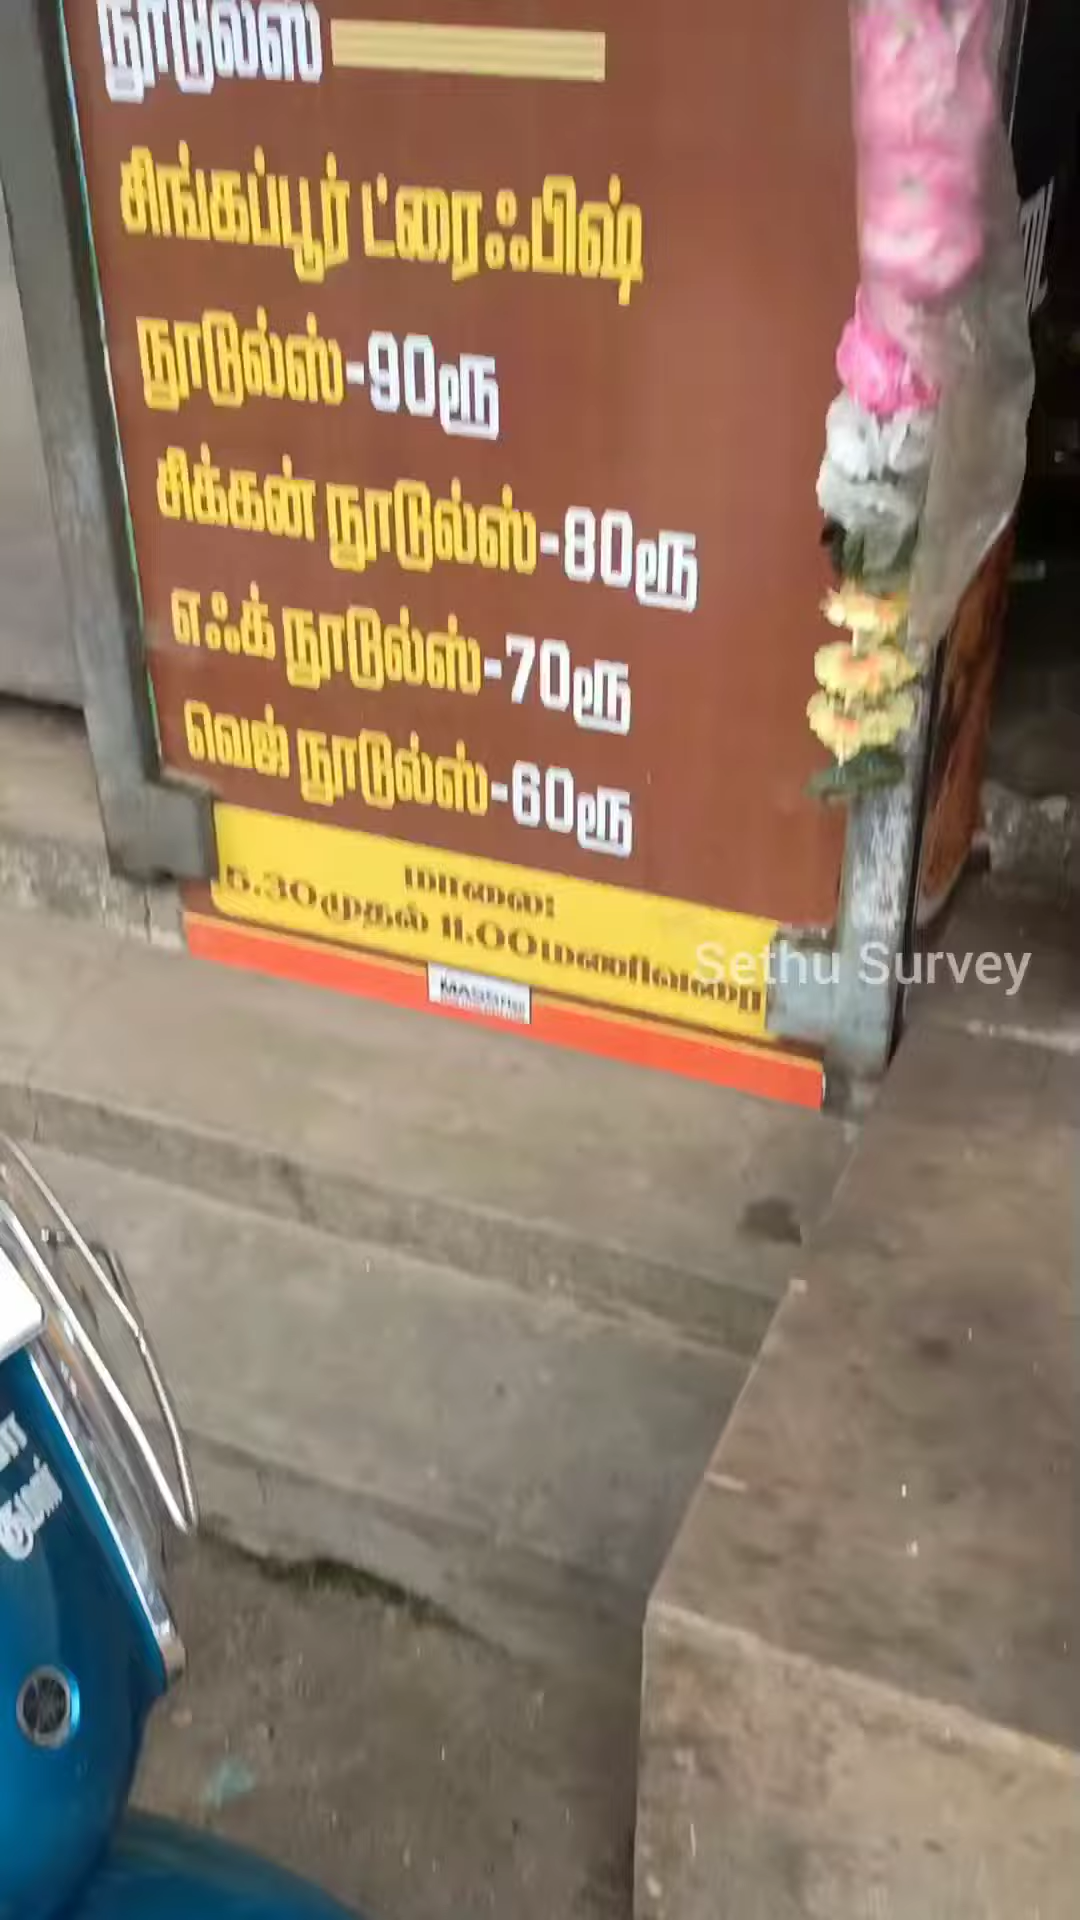 நூடுல்ஸ்
சிங்கப்பூர் ட்ரைஃபிஷ்
நூடுல்ஸ்-90ரூ
சிக்கன் நூடுல்ஸ்-80ரூ
எஃக் நூடுல்ஸ்-70ரூ
வெஜ் நூடுல்ஸ்-60ரூ
மாலை:
5.30முதல் 11.00மணிவரை
Sethu Survey